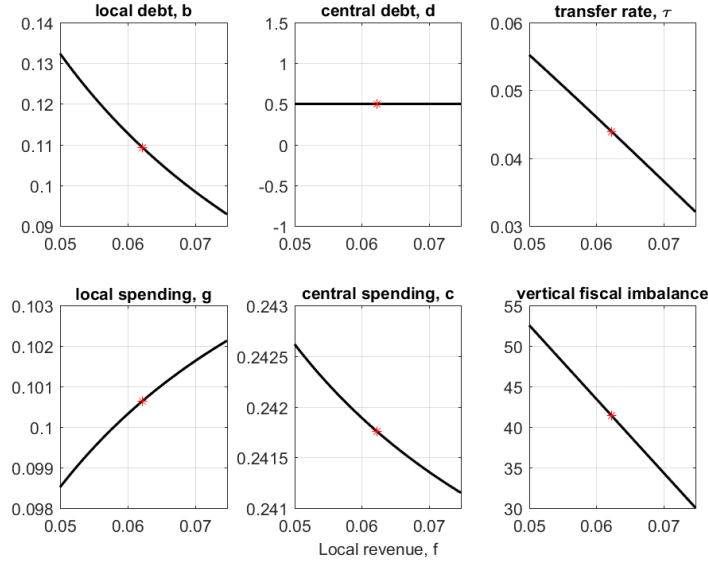 local debt, b
0.14
0.13
0.12
0.11
0.1
0.09
0.05 0.06 0.07
central debt, d
1.5
1
0.5
0
-0.5
-1
0.05 0.06 0.07
transfer rate, τ
0.06
0.05
0.04
0.03
0.05 0.06 0.07
local spending, g
0.103
0.102
0.101
0.1
0.099
0.098
0.05 0.06 0.07
central spending, c
0.243
0.2425
0.242
0.2415
0.241
0.05 0.06 0.07
Local revenue, f
vertical fiscal imbalance
55
50
45
40
35
30
0.05 0.06 0.07